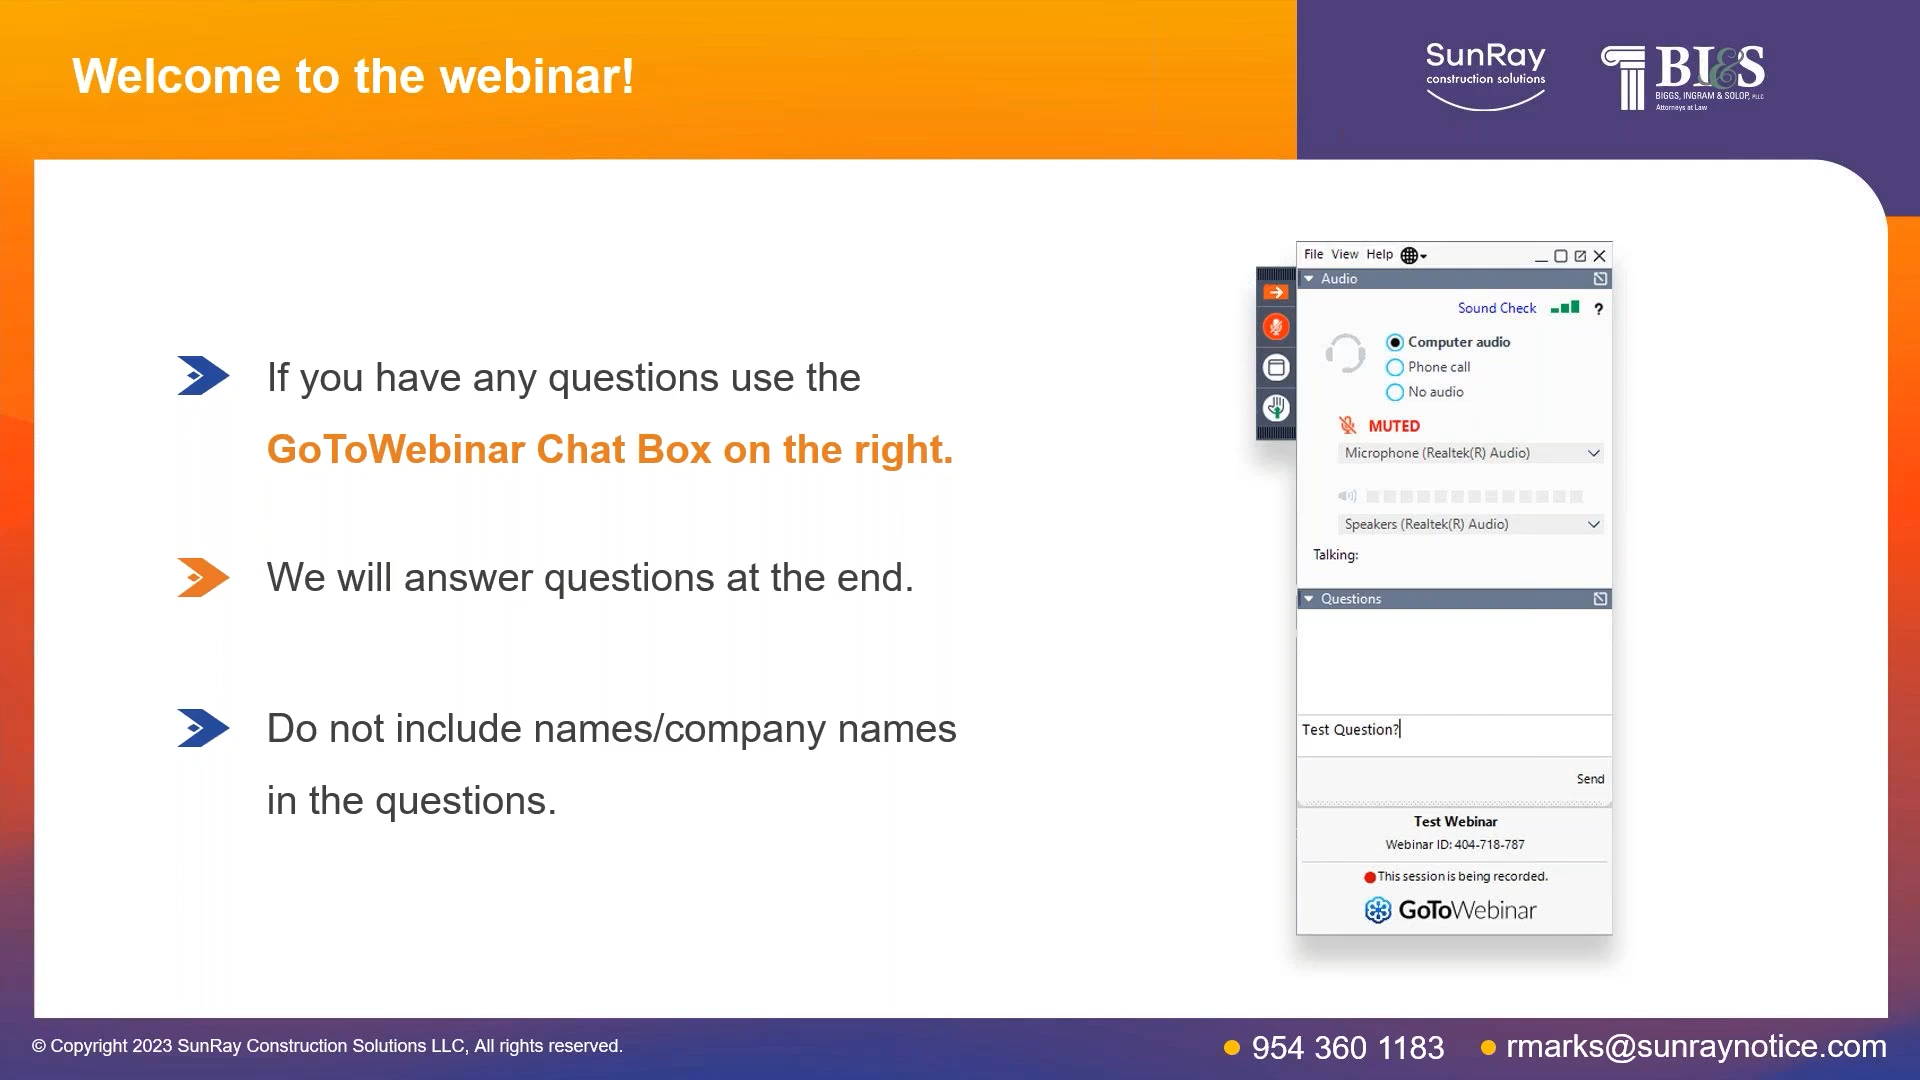 Welcome to the webinar!
SunRay
construction solutions
BI&S
BIGGS, INGRAM & SOLOP, PLLC
Attorneys at Law
If you have any questions use the
GoToWebinar Chat Box on the right.
We will answer questions at the end.
Do not include names/company names
in the questions.
File View Help
Audio
Sound Check ?
Computer audio
Phone call
No audio
MUTED
Microphone (Realtek(R) Audio)
Speakers (Realtek(R) Audio)
Talking:
Questions
Test Question?
Send
Test Webinar
Webinar ID: 404-718-787
This session is being recorded.
GoToWebinar
© Copyright 2023 SunRay Construction Solutions LLC, All rights reserved.
954 360 1183
rmarks@sunraynotice.com